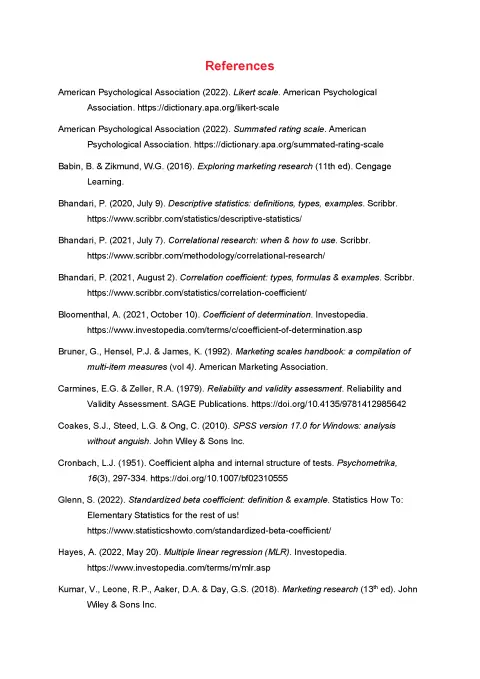 References
American Psychological Association (2022). Likert scale. American Psychological
Association. https://dictionary.apa.org/likert-scale
American Psychological Association (2022). Summated rating scale. American
Psychological Association. https://dictionary.apa.org/summated-rating-scale
Babin, B. & Zikmund, W.G. (2016). Exploring marketing research (11th ed). Cengage
Learning.
Bhandari, P. (2020, July 9). Descriptive statistics: definitions, types, examples. Scribbr.
https://www.scribbr.com/statistics/descriptive-statistics/
Bhandari, P. (2021, July 7). Correlational research: when & how to use. Scribbr.
https://www.scribbr.com/methodology/correlational-research/
Bhandari, P. (2021, August 2). Correlation coefficient: types, formulas & examples. Scribbr.
https://www.scribbr.com/statistics/correlation-coefficient/
Bloomenthal, A. (2021, October 10). Coefficient of determination. Investopedia.
https://www.investopedia.com/terms/c/coefficient-of-determination.asp
Bruner, G., Hensel, P.J. & James, K. (1992). Marketing scales handbook: a compilation of
multi-item measures (vol 4). American Marketing Association.
Carmines, E.G. & Zeller, R.A. (1979). Reliability and validity assessment. Reliability and
Validity Assessment. SAGE Publications. https://doi.org/10.4135/9781412985642
Coakes, S.J., Steed, L.G. & Ong, C. (2010). SPSS version 17.0 for Windows: analysis
without anguish. John Wiley & Sons Inc.
Cronbach, L.J. (1951). Coefficient alpha and internal structure of tests. Psychometrika,
16(3), 297-334. https://doi.org/10.1007/bf02310555
Glenn, S. (2022). Standardized beta coefficient: definition & example. Statistics How To:
Elementary Statistics for the rest of us!
https://www.statisticshowto.com/standardized-beta-coefficient/
Hayes, A. (2022, May 20). Multiple linear regression (MLR). Investopedia.
https://www.investopedia.com/terms/m/mlr.asp
Kumar, V., Leone, R.P., Aaker, D.A. & Day, G.S. (2018). Marketing research (13th ed). John
Wiley & Sons Inc.